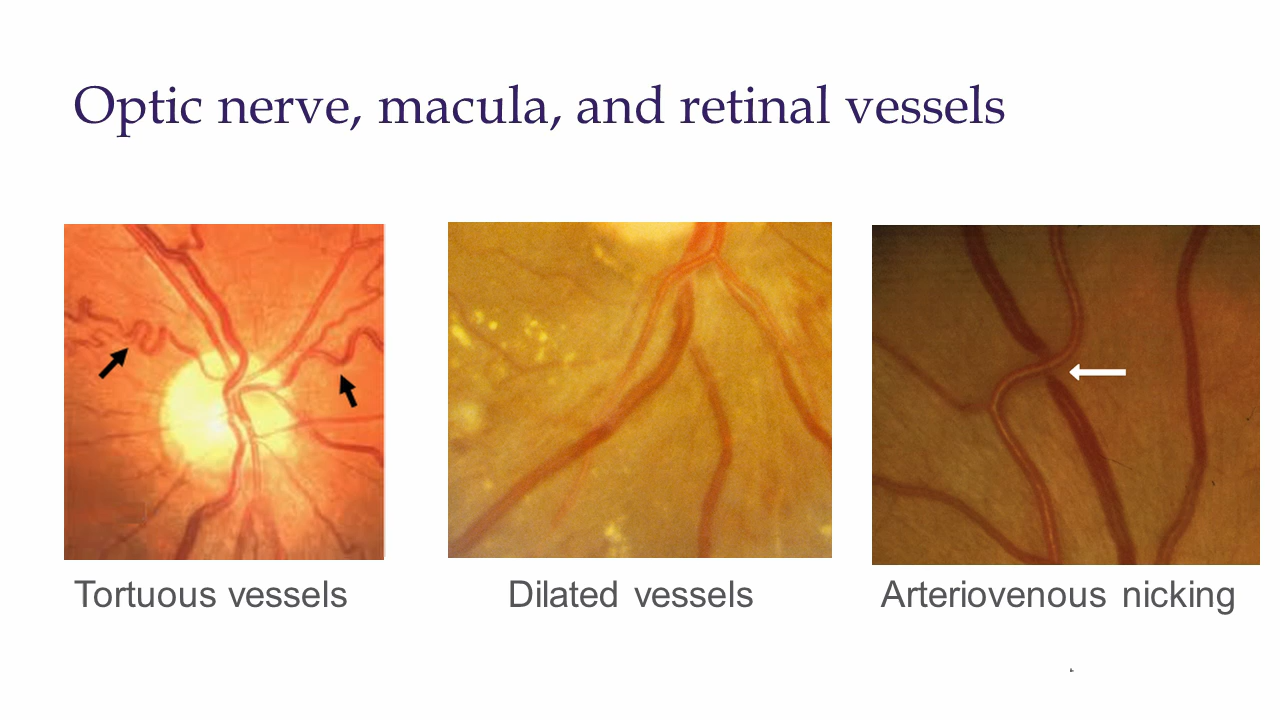 Optic nerve, macula, and retinal vessels
Tortuous vessels
Dilated vessels
Arteriovenous nicking